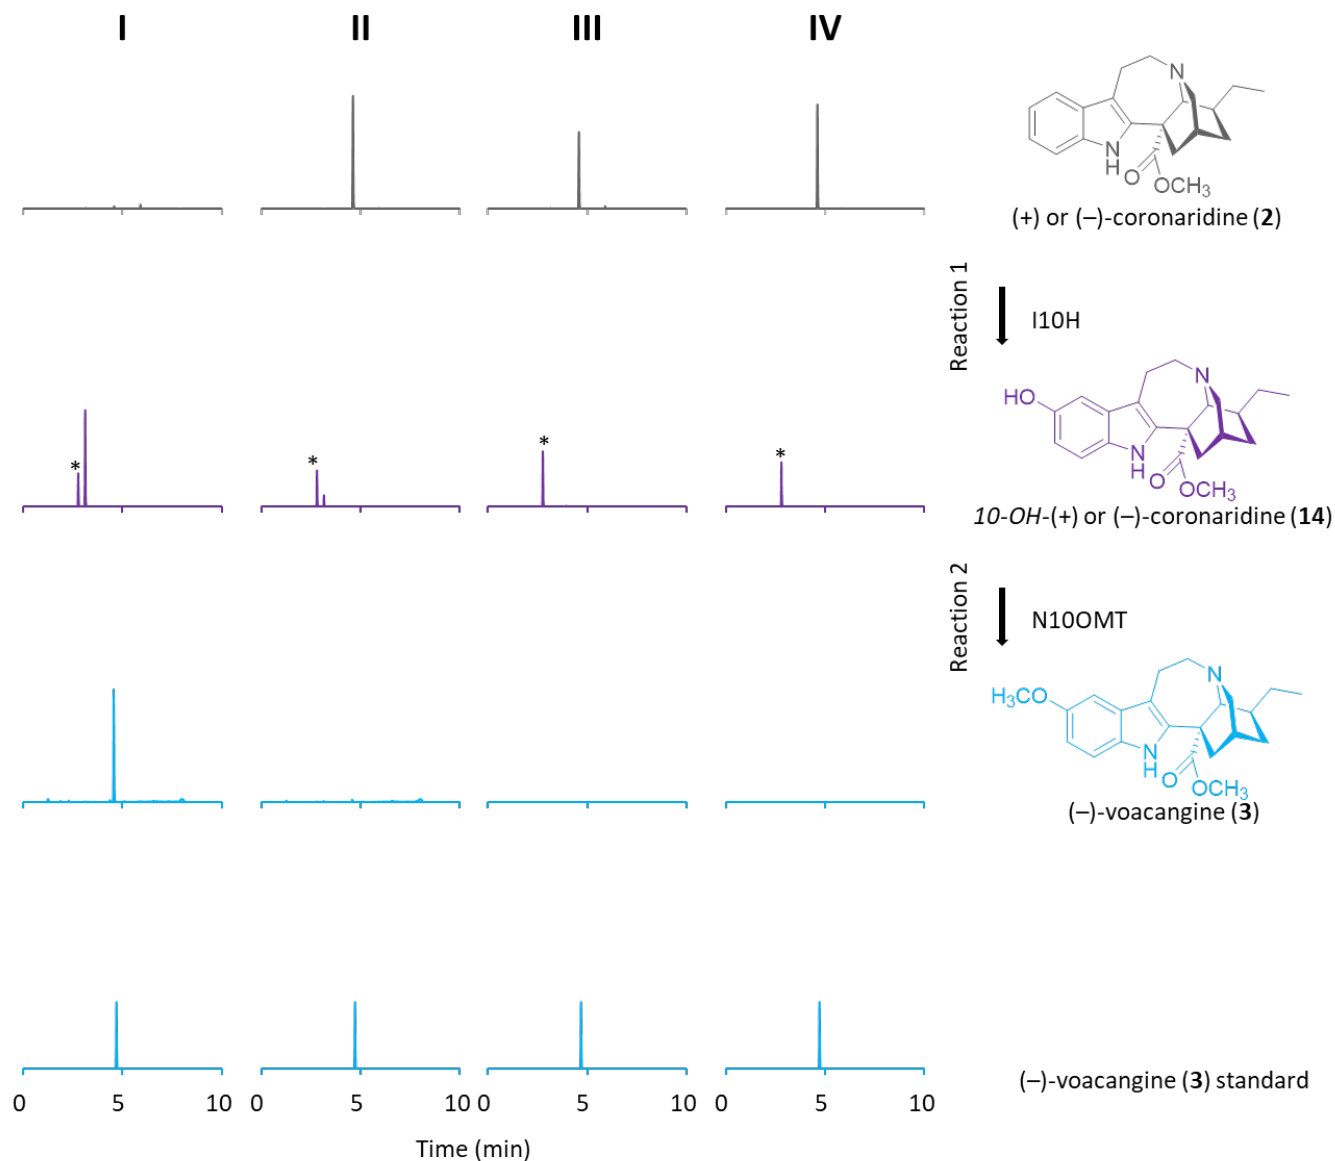 I II III IV
N
N
H
O
OCH3
(+) or (–)-coronaridine (2)
Reaction 1
I10H
HO
N
N
H
O
OCH3
* * * *
10-OH-(+) or (–)-coronaridine (14)
Reaction 2
N10OMT
H3CO
N
N
H
O
OCH3
(–)-voacangine (3)
(–)-voacangine (3) standard
0 5 10 0 5 10 0 5 10 0 5 10
Time (min)